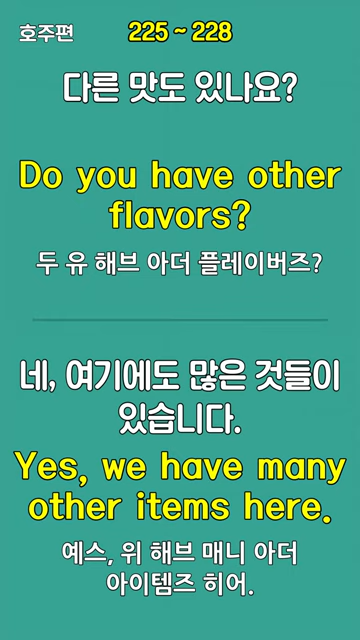 호주편
225 ~ 228
다른 맛도 있나요?
Do you have other
flavors?
두 유 해브 아더 플레이버즈?
네, 여기에도 많은 것들이
있습니다.
Yes, we have many
other items here.
예스, 위 해브 매니 아더
아이템즈 히어.